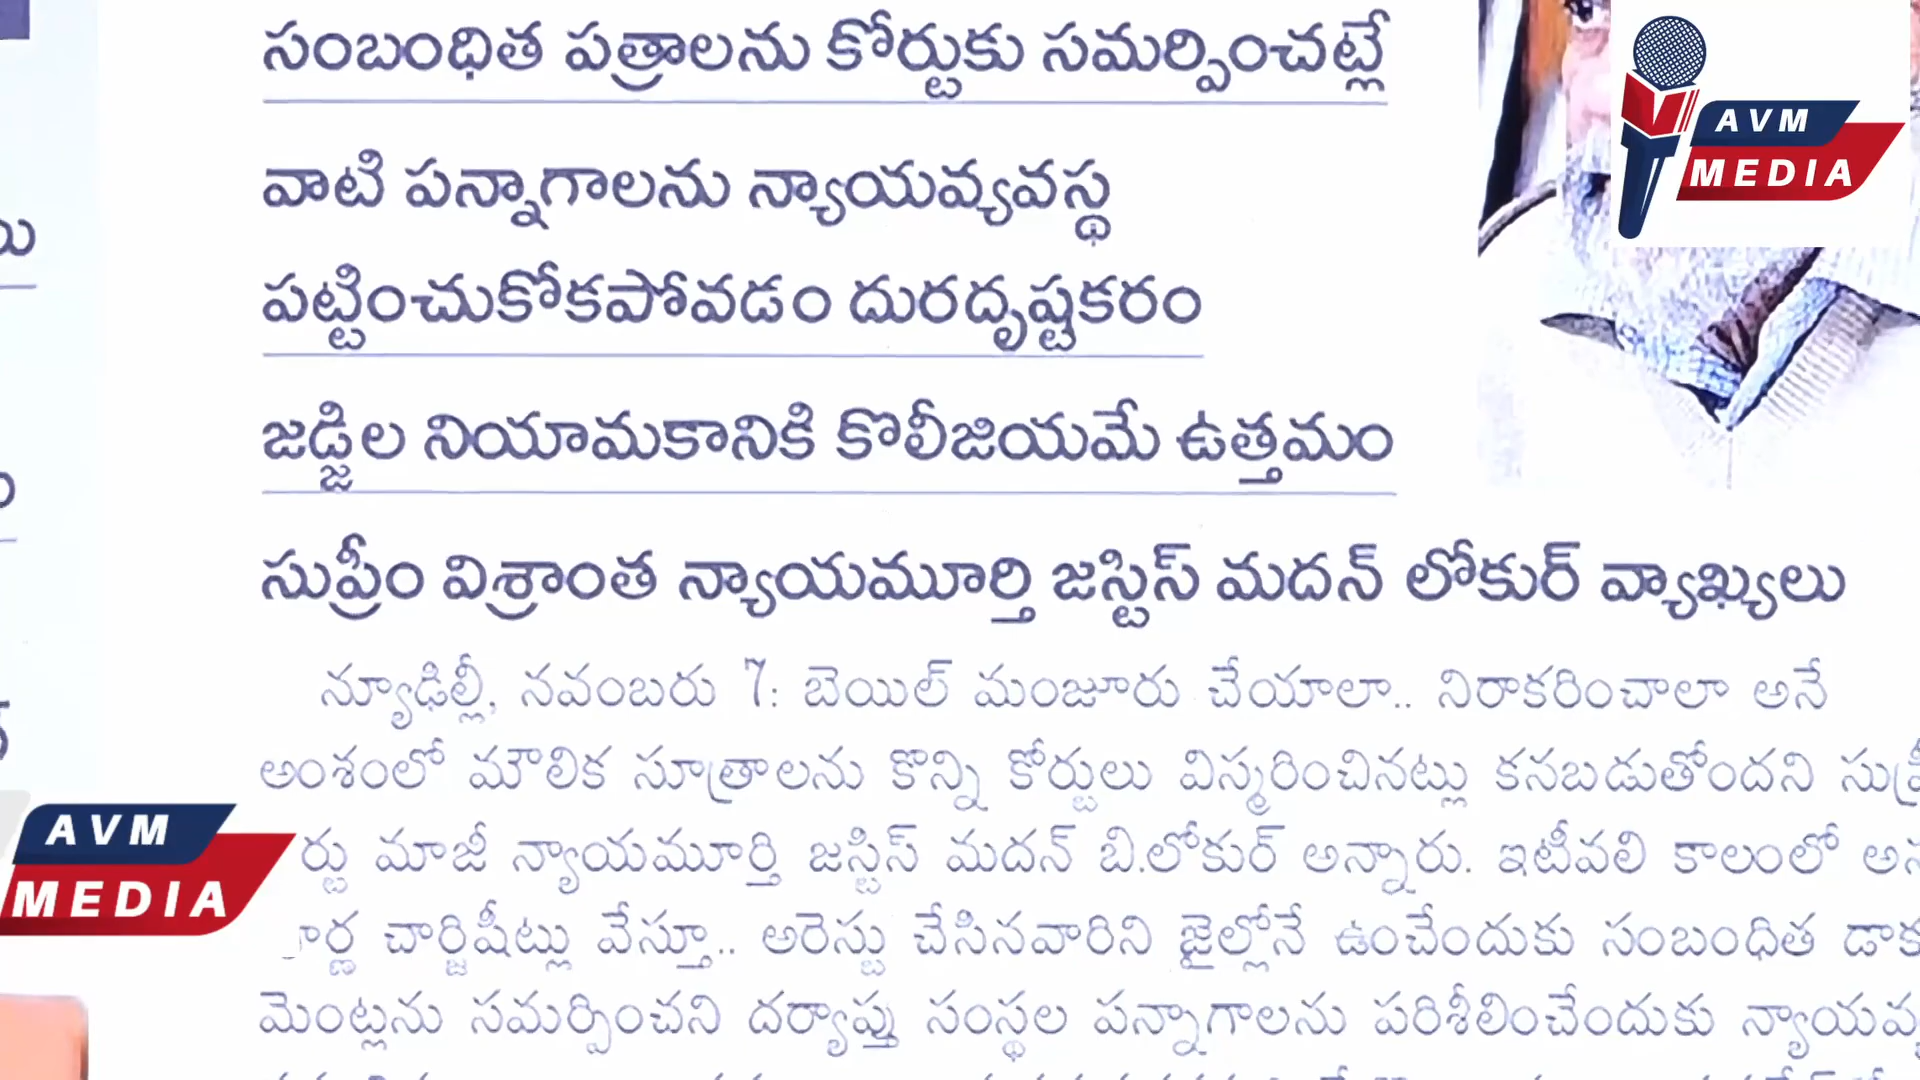 సంబంధిత పత్రాలను కోర్టుకు సమర్పించట్లే
వాటి పన్నాగాలను న్యాయవ్యవస్థ
పట్టించుకోకపోవడం దురదృష్టకరం
జడ్జిల నియామకానికి కొలీజియమే ఉత్తమం
సుప్రీం విశ్రాంత న్యాయమూర్తి జస్టిస్ మదన్ లోకుర్ వ్యాఖ్యలు
న్యూఢిల్లీ, నవంబరు 7: బెయిల్ మంజూరు చేయాలా.. నిరాకరించాలా అనే
అంశంలో మౌలిక సూత్రాలను కొన్ని కోర్టులు విస్మరించినట్లు కనబడుతోందని
మాజీ న్యాయమూర్తి జస్టిస్ మదన్ బి.లోకుర్ అన్నారు. ఇటీవలి కాలంలో
చార్జిషీట్లు వేస్తూ.. అరెస్టు చేసినవారిని జైల్లోనే ఉంచేందుకు సంబంధిత
మెంట్లను సమర్పించని దర్యాప్తు సంస్థల పన్నాగాలను పరిశీలించేందుకు
AVM
MEDIA
AVM
MEDIA